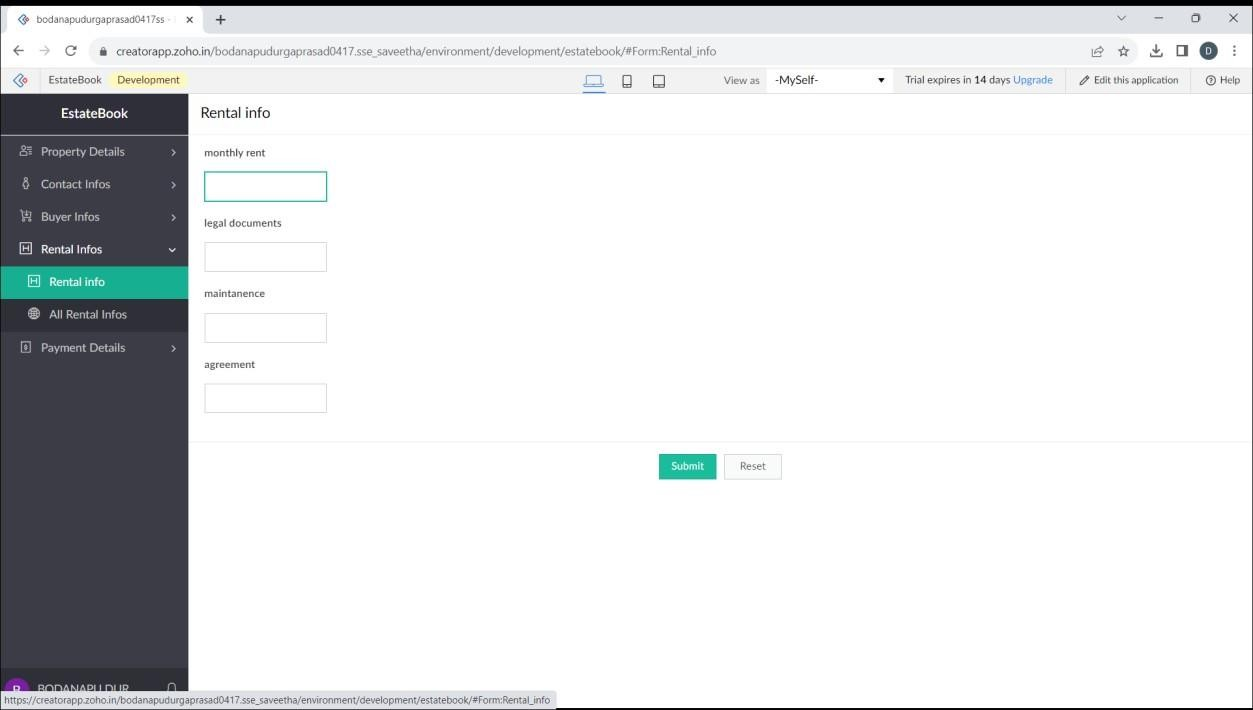 bodanapudurgaprasad0417ss -
creatorapp.zoho.in/bodanapudurgaprasad0417.sse_saveetha/environment/development/estatebook/#Form:Rental_info
D
EstateBook Development View as -MySelf- Trial expires in 14 days Upgrade Edit this application Help
EstateBook
Rental info
Property Details
Contact Infos
Buyer Infos
Rental Infos
Rental info
All Rental Infos
Payment Details
monthly rent
legal documents
maintanence
agreement
Submit Reset
B BODANAPU DUR
https://creatorapp.zoho.in/bodanapudurgaprasad0417.sse_saveetha/environment/development/estatebook/#Form:Rental_info